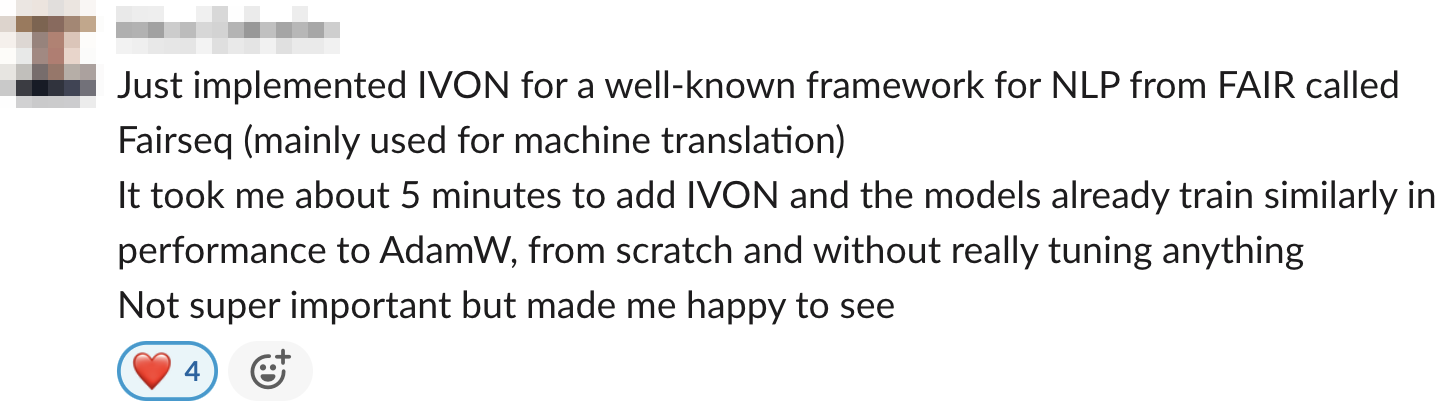 Just implemented IVON for a well-known framework for NLP from FAIR called
Fairseq (mainly used for machine translation)
It took me about 5 minutes to add IVON and the models already train similarly in
performance to AdamW, from scratch and without really tuning anything
Not super important but made me happy to see
4